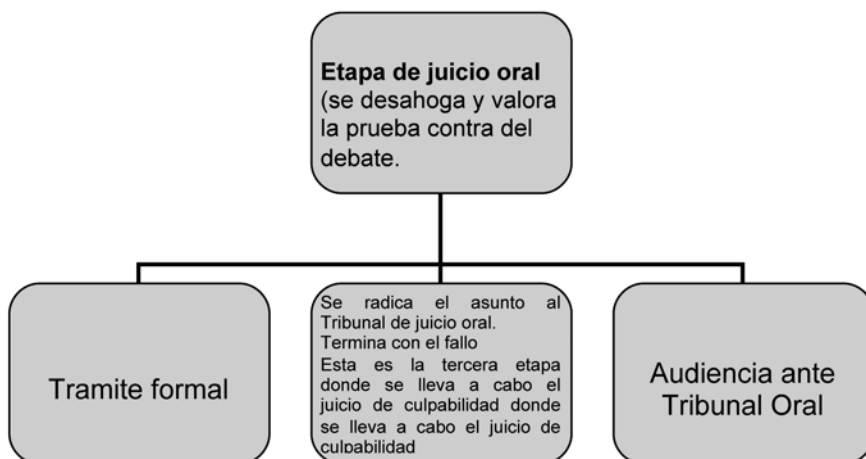 Etapa de juicio oral
(se desahoga y valora
la prueba contra del
debate.
Tramite formal
Se radica el asunto al
Tribunal de juicio oral.
Termina con el fallo
Esta es la tercera etapa
donde se lleva a cabo el
juicio de culpabilidad donde
se lleva a cabo el juicio de
culpabilidad
Audiencia ante
Tribunal Oral